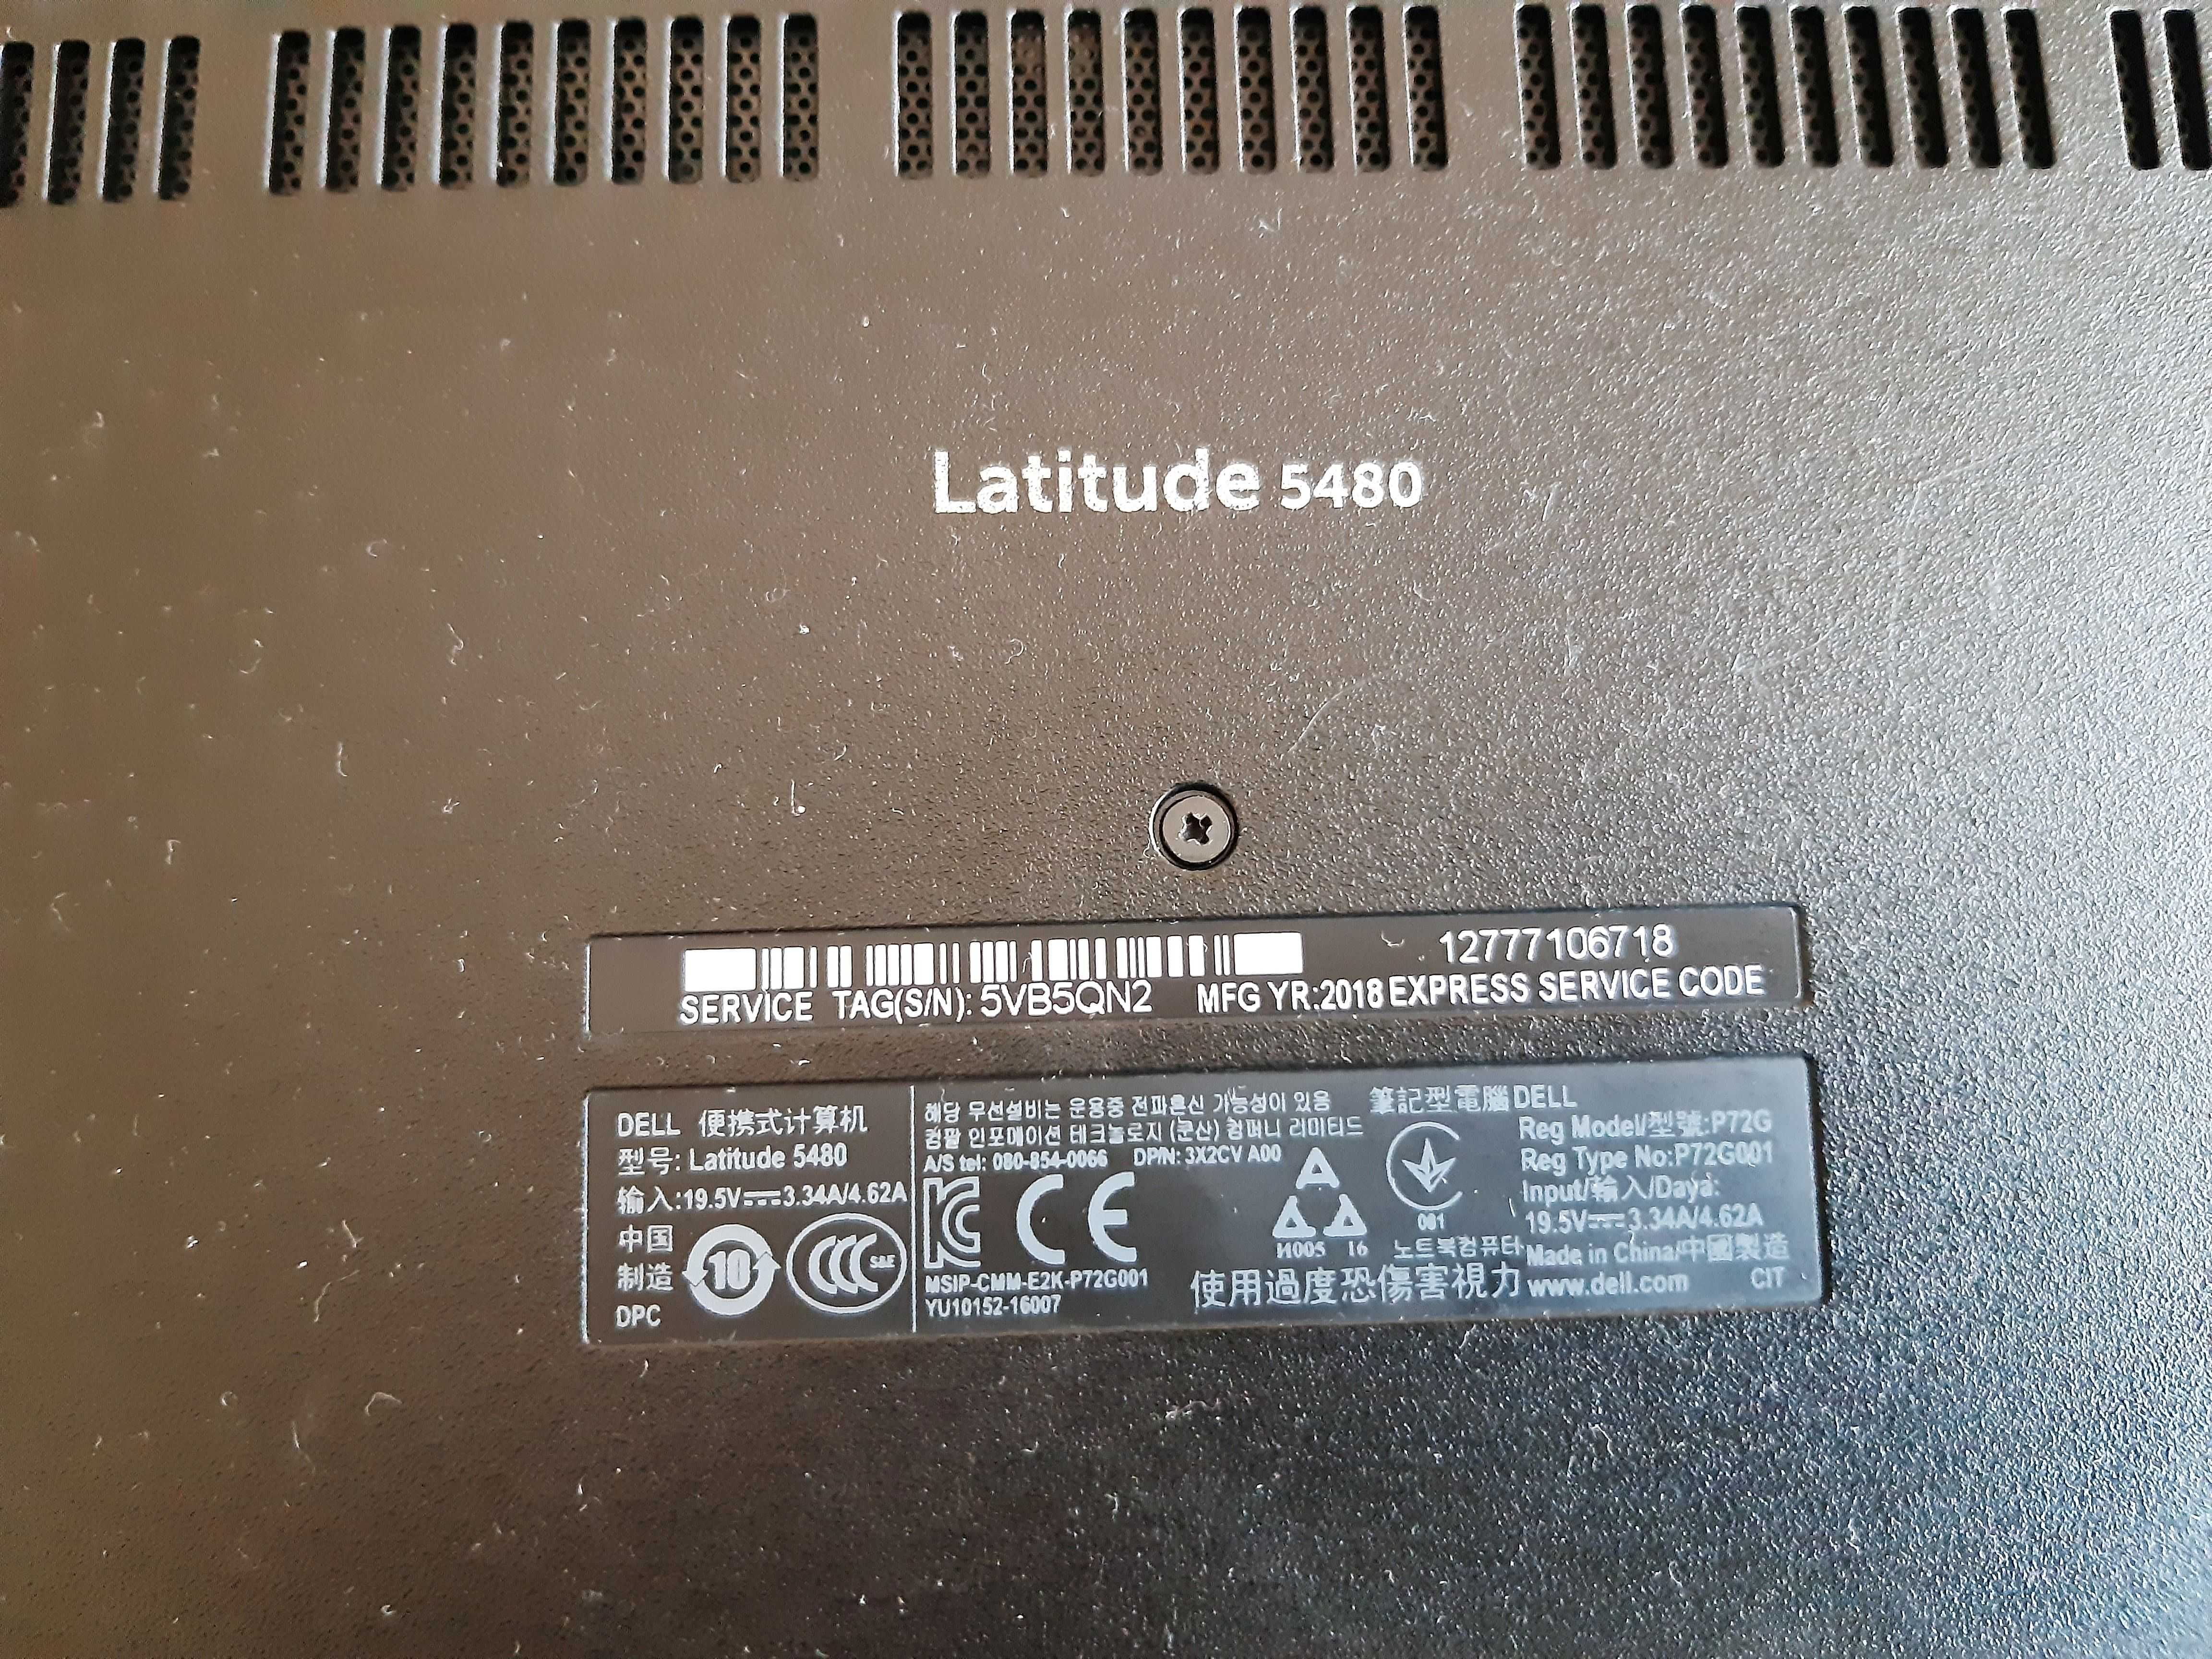 Latitude 5480
12777106718
SERVICE TAG(S/N): 5VB5QN2 MFG YR:2018 EXPRESS SERVICE CODE
DELL 便携式计算机
型号: Latitude 5480
输入:19.5V⎓3.34A/4.62A
中国
制造
DPC
10
CCC S&E
해당 무선설비는 운용중 전파혼신 가능성이 있음
컴팔 인포메이션 테크놀로지 (쿤산) 컴퍼니 리미티드
A/S tel: 080-854-0066 DP/N: 3X2CV A00
CE
MSIP-CMM-E2K-P72G001
YU10152-16007
И005 16
001
노트북컴퓨터
使用過度恐傷害視力
筆記型電腦 DELL
Reg Model/型號:P72G
Reg Type No:P72G001
Input/輸入/Daya:
19.5V⎓3.34A/4.62A
Made in China/中國製造
www.dell.com CIT